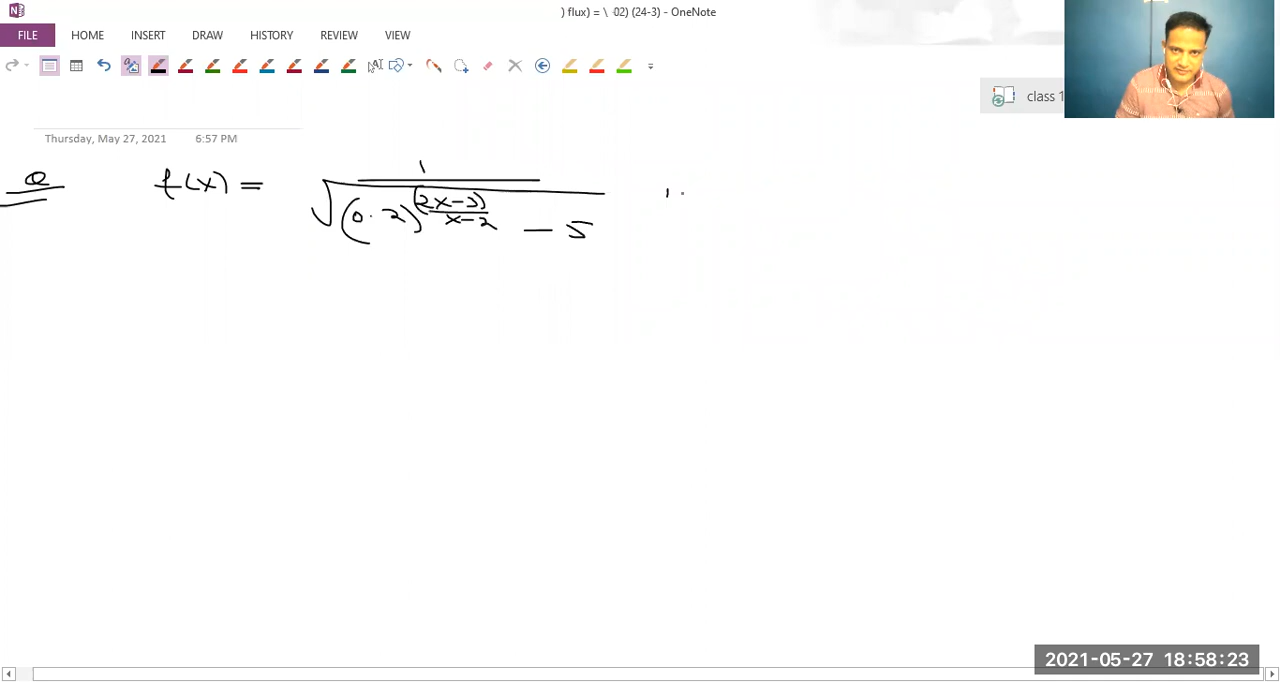 ) flux) = \ 02) (24-3) - OneNote
FILE HOME INSERT DRAW HISTORY REVIEW VIEW
class 1
Thursday, May 27, 2021 6:57 PM
Q f(x) = 1 / √((0.2)^((2x-3)/(x-2)) - 5)
2021-05-27 18:58:23